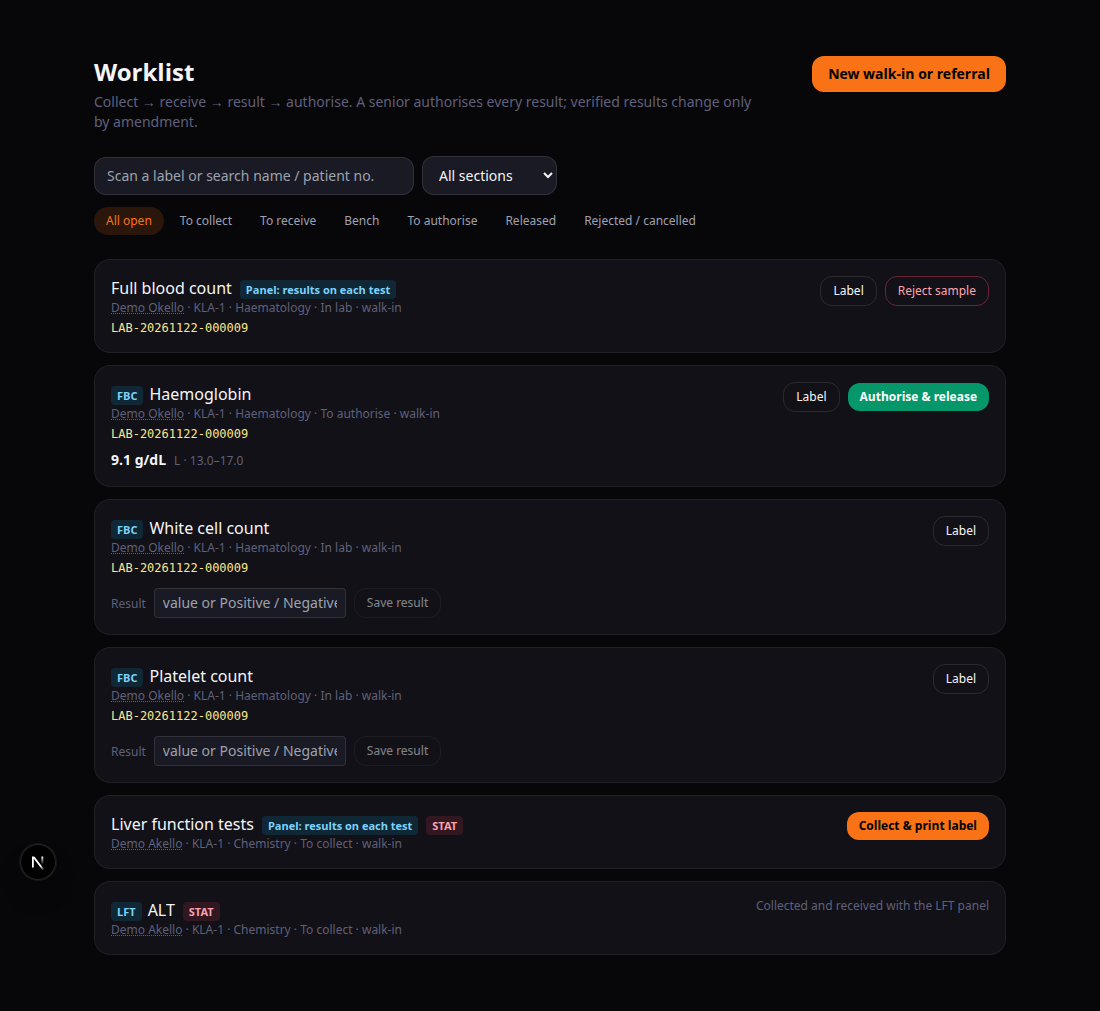 Worklist
New walk-in or referral
Collect → receive → result → authorise. A senior authorises every result; verified results change only
by amendment.
Scan a label or search name / patient no.
All sections
All open
To collect
To receive
Bench
To authorise
Released
Rejected / cancelled
Full blood count Panel: results on each test
Label
Reject sample
Demo Okello · KLA-1 · Haematology · In lab · walk-in
LAB-20261122-000009
FBC Haemoglobin
Label
Authorise & release
Demo Okello · KLA-1 · Haematology · To authorise · walk-in
LAB-20261122-000009
9.1 g/dL L · 13.0–17.0
FBC White cell count
Label
Demo Okello · KLA-1 · Haematology · In lab · walk-in
LAB-20261122-000009
Result value or Positive / Negative Save result
FBC Platelet count
Label
Demo Okello · KLA-1 · Haematology · In lab · walk-in
LAB-20261122-000009
Result value or Positive / Negative Save result
Liver function tests Panel: results on each test STAT
Collect & print label
Demo Akello · KLA-1 · Chemistry · To collect · walk-in
N
LFT ALT STAT
Collected and received with the LFT panel
Demo Akello · KLA-1 · Chemistry · To collect · walk-in